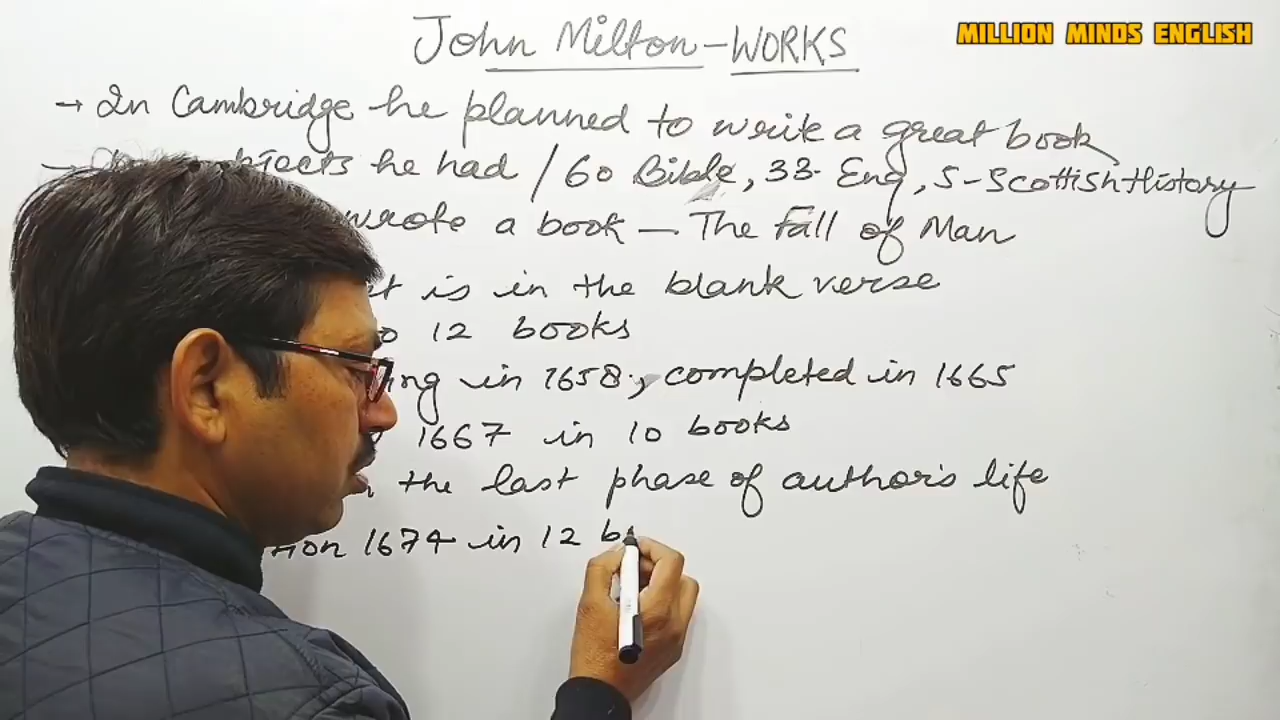 John Milton - WORKS
MILLION MINDS ENGLISH
→ In Cambridge he planned to write a great book
he had / 60 Bible, 33. Eng, 5 - Scottish History
wrote a book — The Fall of Man
is in the blank verse
12 books
in 1658, completed in 1665
1667 in 10 books
the last phase of author's life
1674 in 12 b